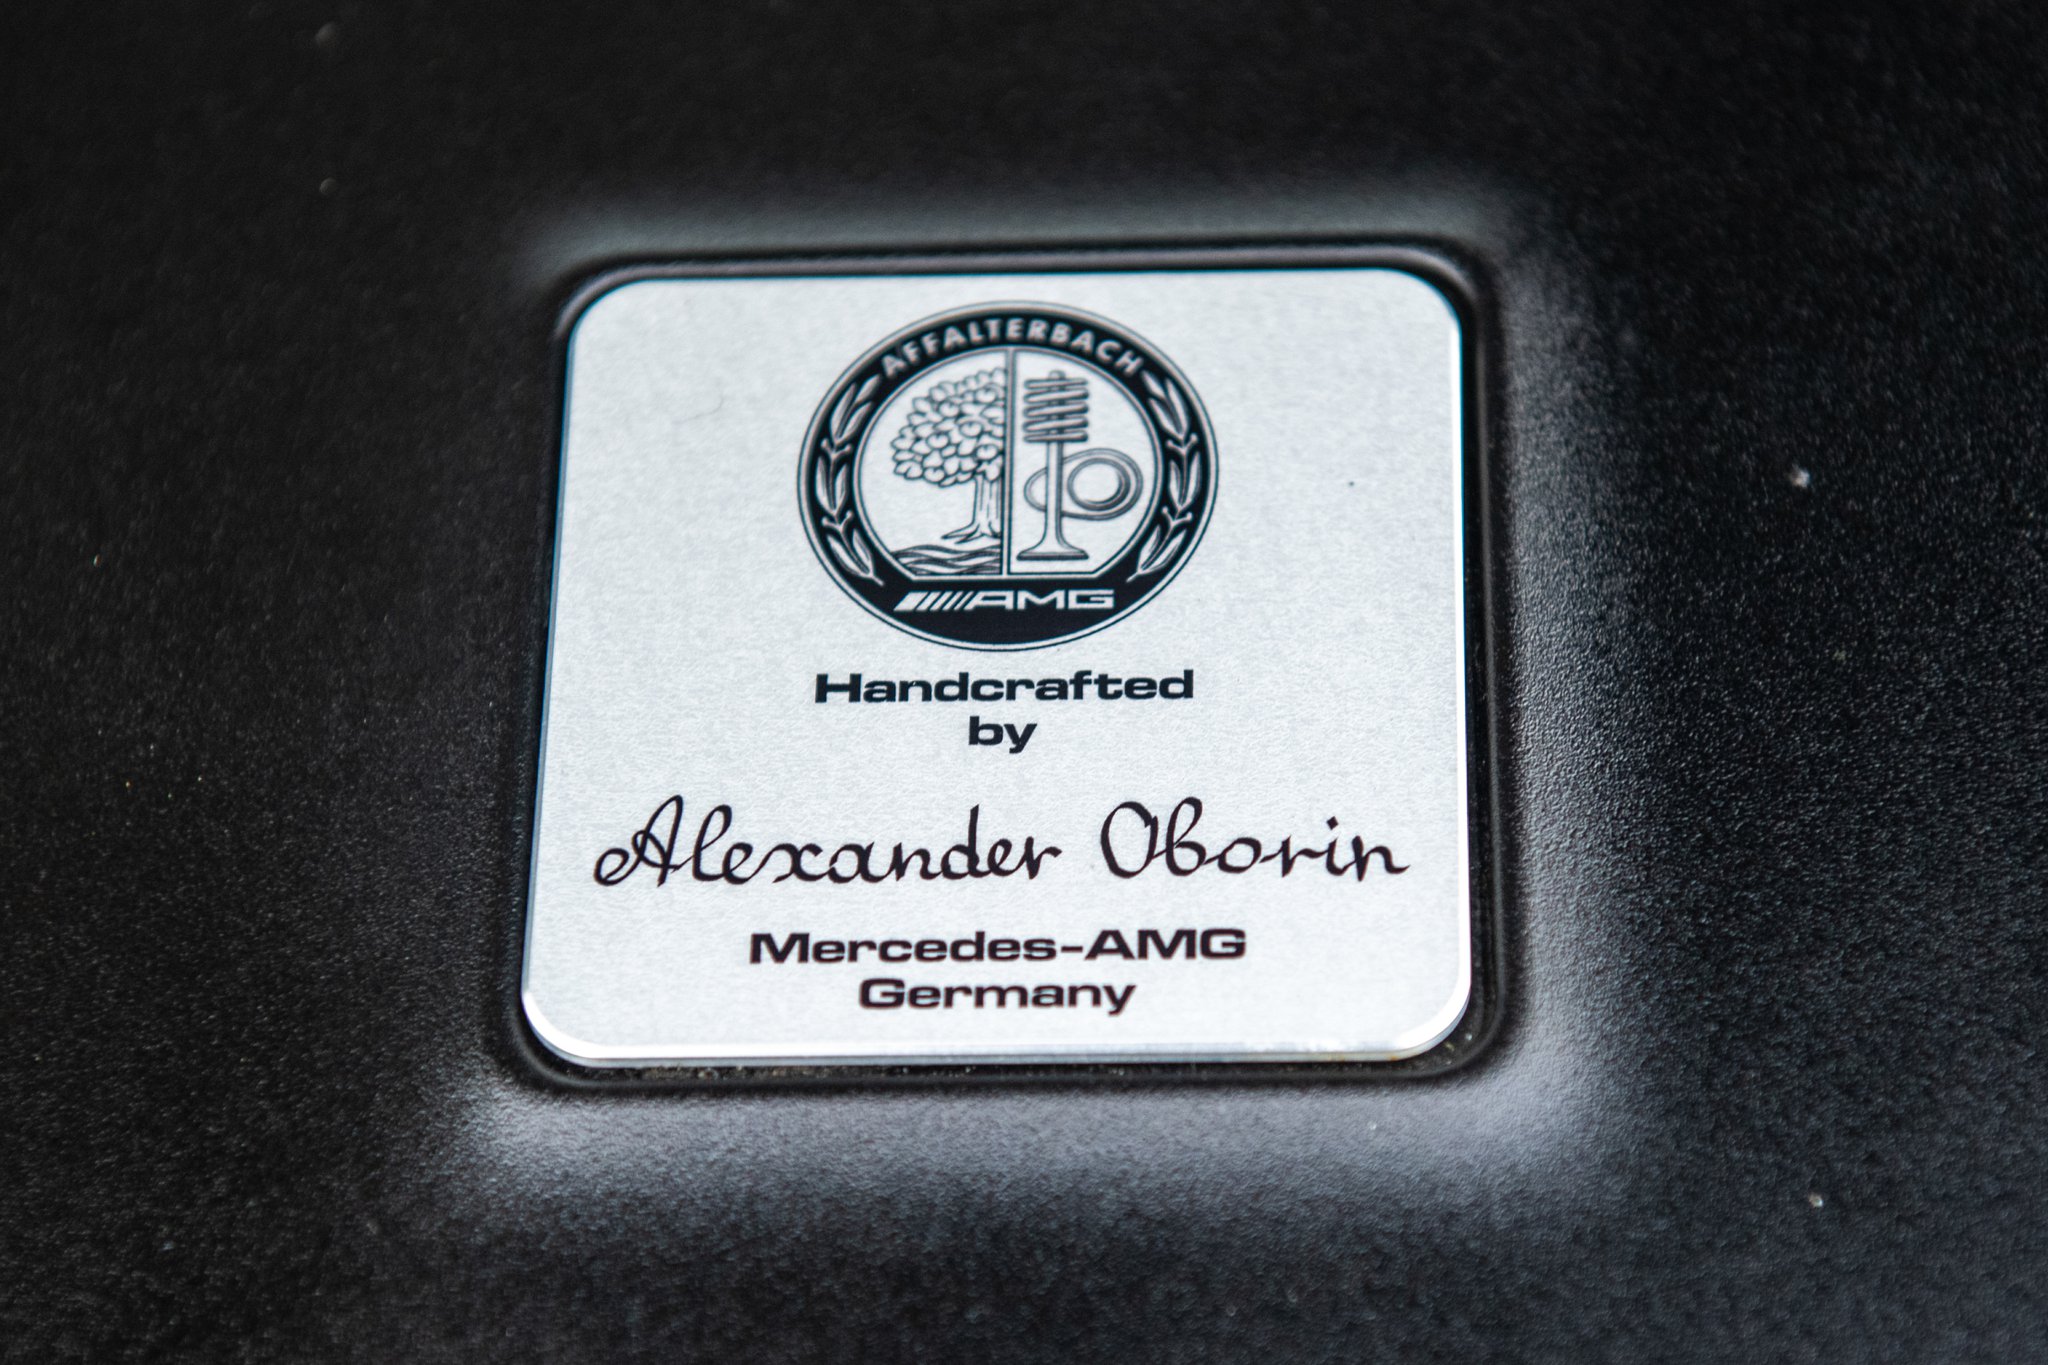 AFFALTERBACH
AMG
Handcrafted
by
Alexander Oborin
Mercedes-AMG
Germany